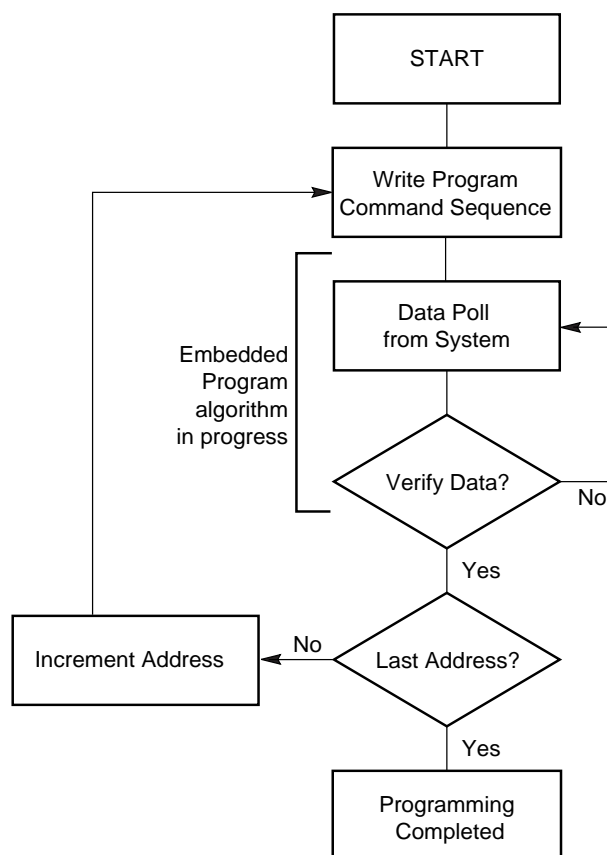 START
Write Program
Command Sequence
Data Poll
from System
Embedded
Program
algorithm
in progress
Verify Data?
No
Yes
Last Address?
No
Increment Address
Yes
Programming
Completed